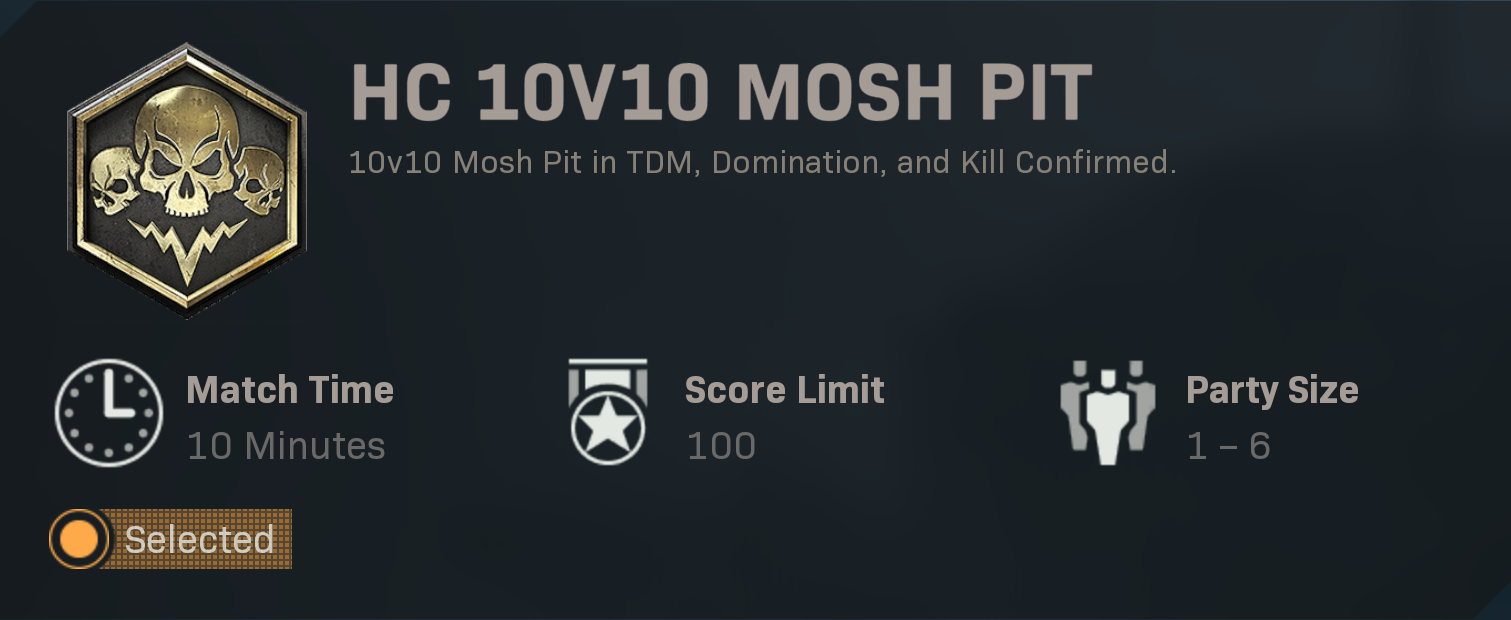 HC 10V10 MOSH PIT
10v10 Mosh Pit in TDM, Domination, and Kill Confirmed.
Match Time
10 Minutes
Score Limit
100
Party Size
1 – 6
Selected